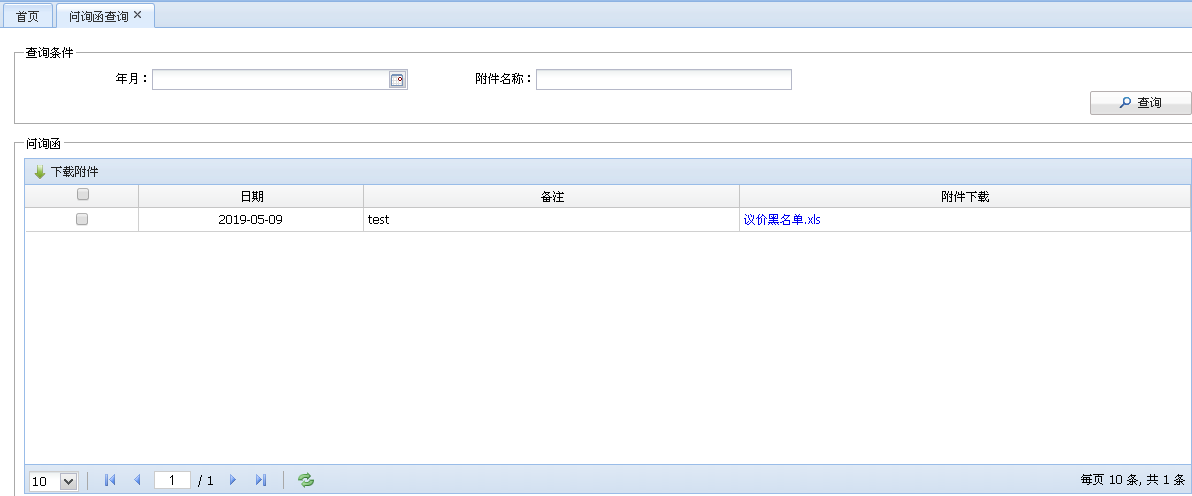 首页 问询函查询
查询条件
年月： 附件名称：
查询
问询函
下载附件
日期 备注 附件下载
2019-05-09 test 议价黑名单.xls
10 1 / 1 每页 10 条, 共 1 条